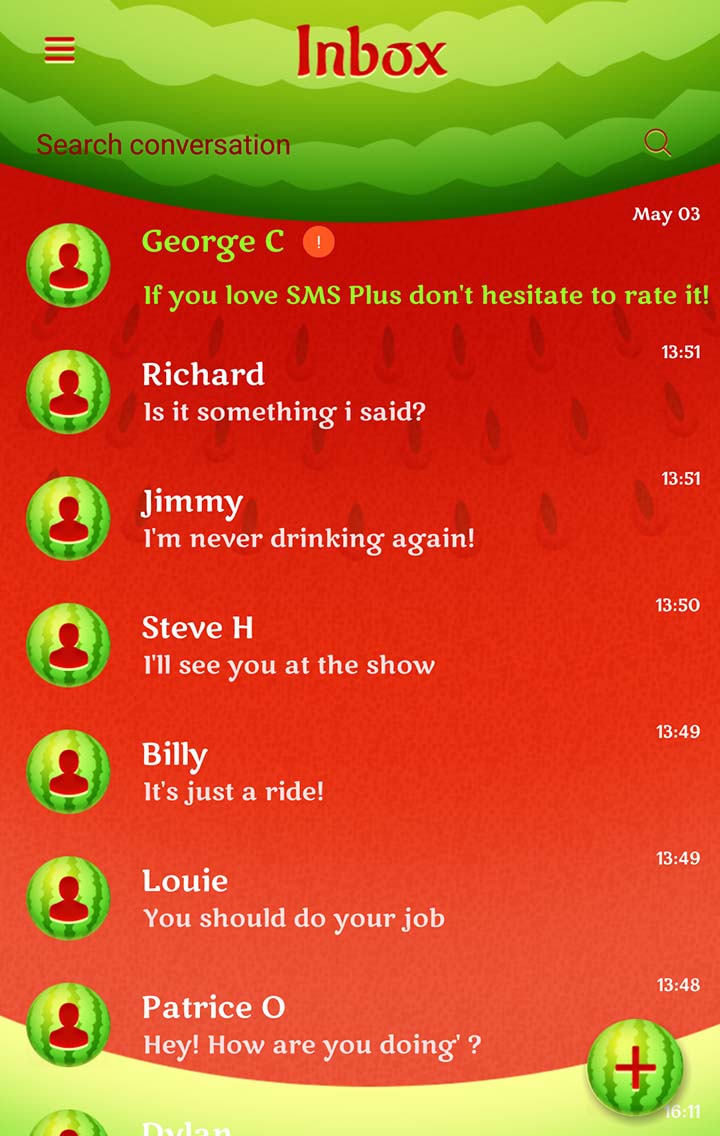 Inbox
Search conversation
May 03
George C !
If you love SMS Plus don't hesitate to rate it!
13:51
Richard
Is it something i said?
13:51
Jimmy
I'm never drinking again!
13:50
Steve H
I'll see you at the show
13:49
Billy
It's just a ride!
13:49
Louie
You should do your job
13:48
Patrice O
Hey! How are you doing' ?
16:11
Dylan